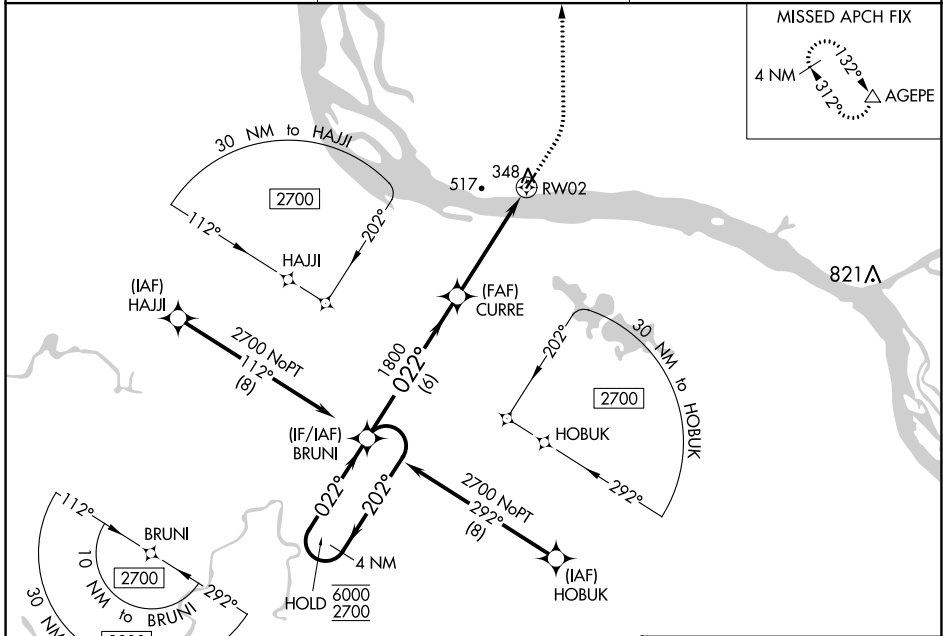 MISSED APCH FIX
4 NM
132°
312°
AGEPE
30 NM to HAJJI
2700
112°
202°
HAJJI
517
348
RW02
821
(IAF)
HAJJI
2700 NoPT
112°
(8)
(FAF)
CURRE
1800
022°
(6)
30 NM to HOBUK
202°
2700
HOBUK
292°
(IF/IAF)
BRUNI
022°
202°
4 NM
HOLD
6000
2700
2700 NoPT
292°
(8)
(IAF)
HOBUK
112°
BRUNI
2700
292°
10 NM to BRUNI
30 NM